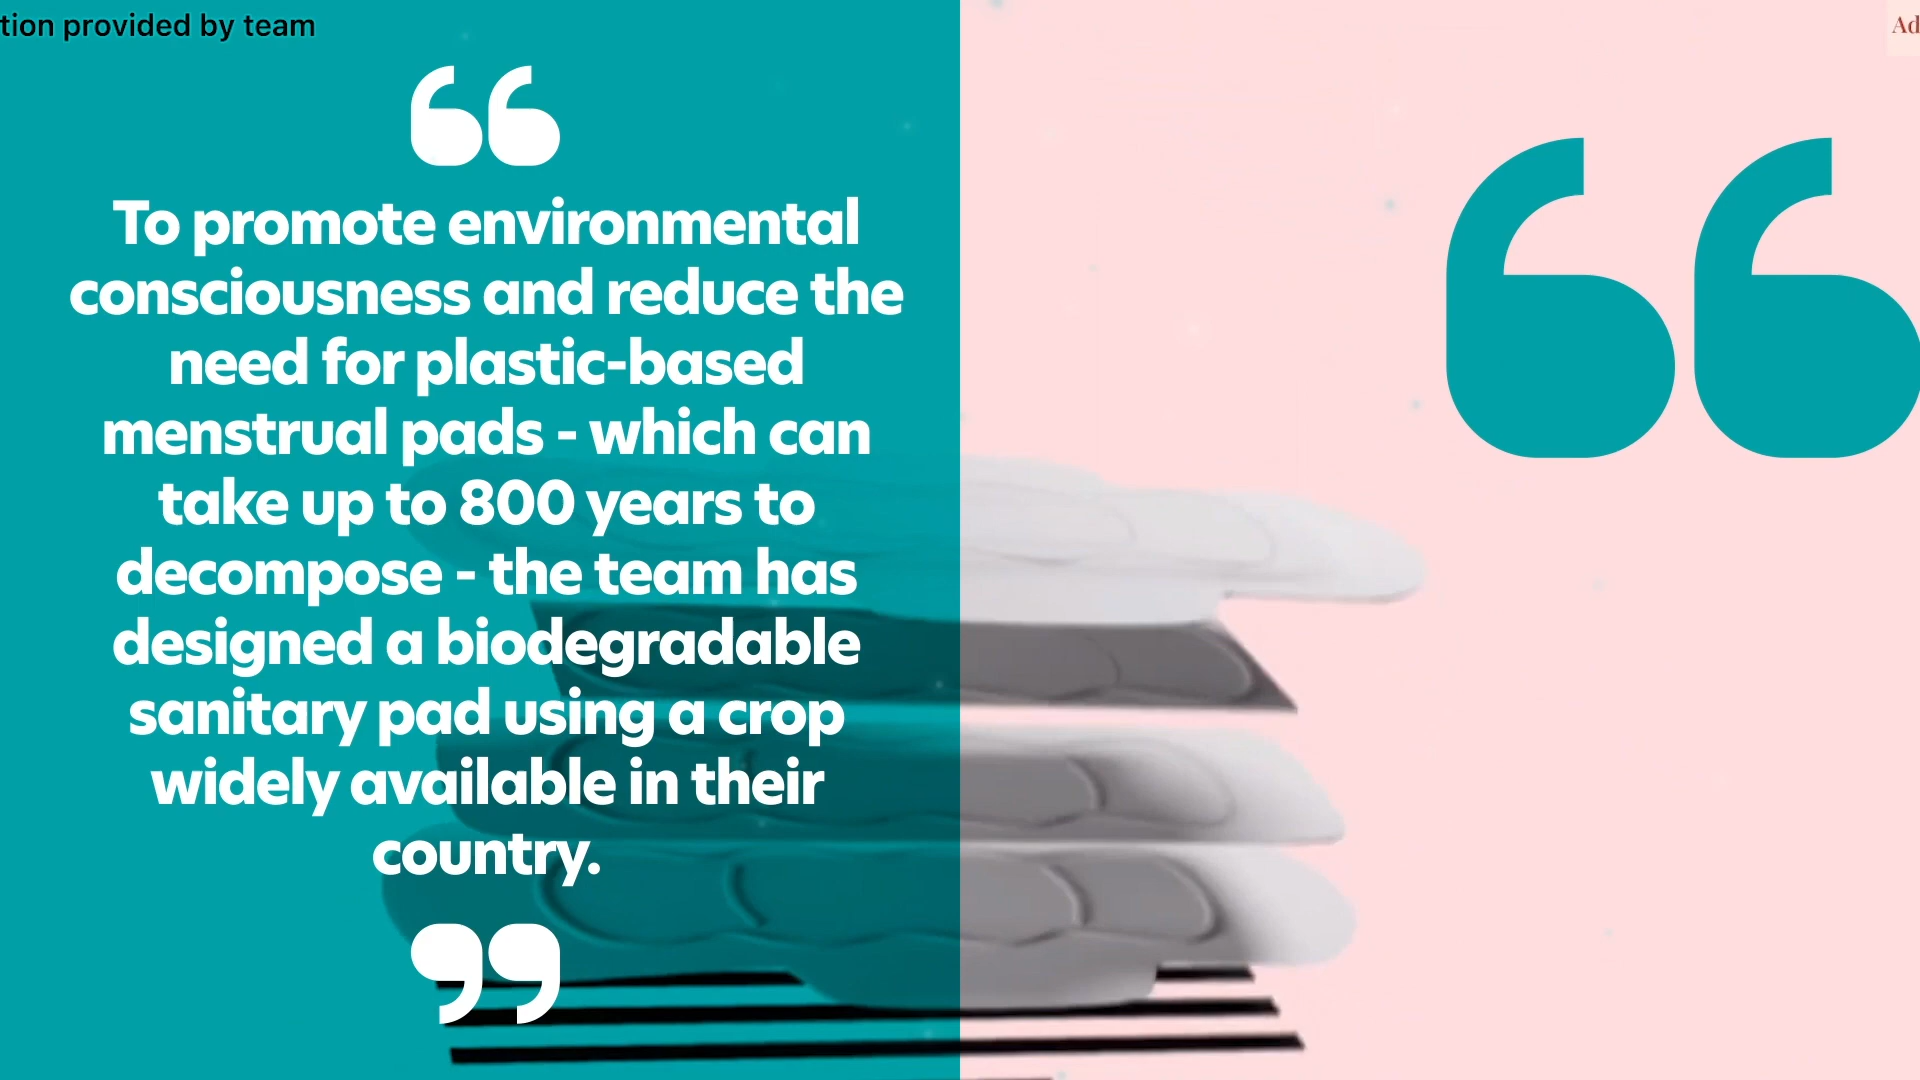 tion provided by team
Ad
“
To promote environmental
consciousness and reduce the
need for plastic-based
menstrual pads - which can
take up to 800 years to
decompose - the team has
designed a biodegradable
sanitary pad using a crop
widely available in their
country.
”
“